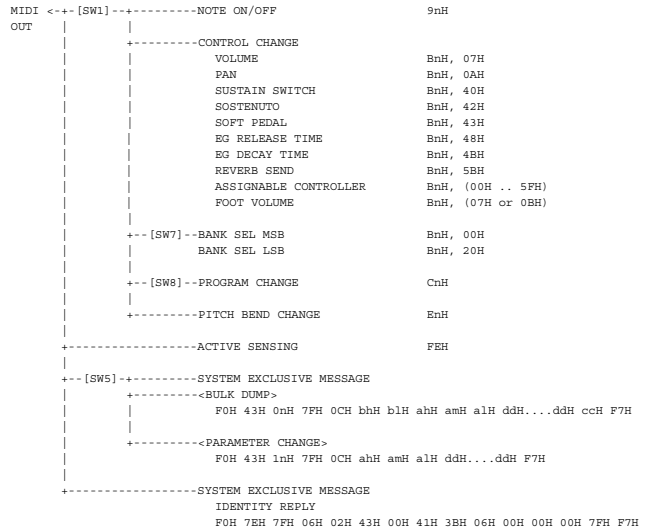 MIDI <-+-[SW1]--+---------NOTE ON/OFF 9nH
OUT | |
| +---------CONTROL CHANGE
| | VOLUME BnH, 07H
| | PAN BnH, 0AH
| | SUSTAIN SWITCH BnH, 40H
| | SOSTENUTO BnH, 42H
| | SOFT PEDAL BnH, 43H
| | EG RELEASE TIME BnH, 48H
| | EG DECAY TIME BnH, 4BH
| | REVERB SEND BnH, 5BH
| | ASSIGNABLE CONTROLLER BnH, (00H .. 5FH)
| | FOOT VOLUME BnH, (07H or 0BH)
| |
| +--[SW7]--BANK SEL MSB BnH, 00H
| | BANK SEL LSB BnH, 20H
| |
| +--[SW8]--PROGRAM CHANGE CnH
| |
| +---------PITCH BEND CHANGE EnH
|
+------------------ACTIVE SENSING FEH
|
+--[SW5]-+---------SYSTEM EXCLUSIVE MESSAGE
| +---------<BULK DUMP>
| | F0H 43H 0nH 7FH 0CH bhH blH ahH amH alH ddH....ddH ccH F7H
| |
| +---------<PARAMETER CHANGE>
| F0H 43H 1nH 7FH 0CH ahH amH alH ddH....ddH F7H
|
+------------------SYSTEM EXCLUSIVE MESSAGE
IDENTITY REPLY
F0H 7EH 7FH 06H 02H 43H 00H 41H 3BH 06H 00H 00H 00H 7FH F7H